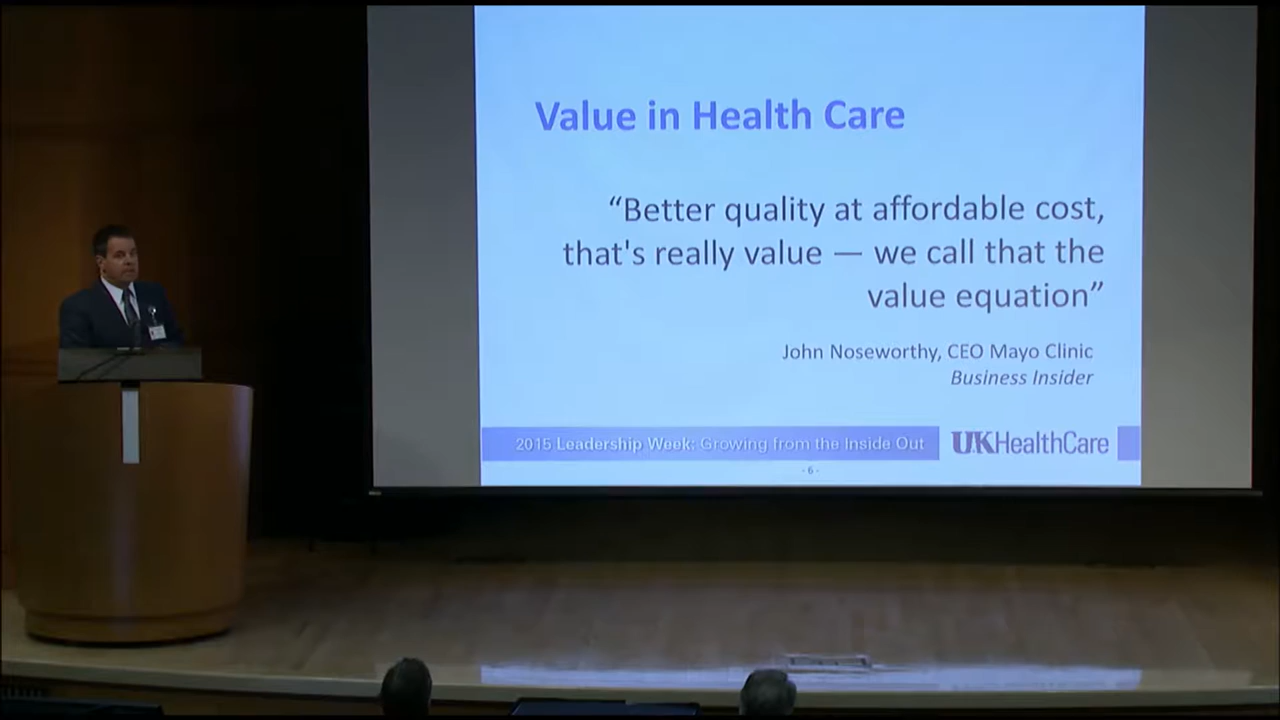 Value in Health Care
“Better quality at affordable cost,
that's really value — we call that the
value equation”
John Noseworthy, CEO Mayo Clinic
Business Insider
2015 Leadership Week: Growing from the Inside Out
UKHealthCare
- 6 -